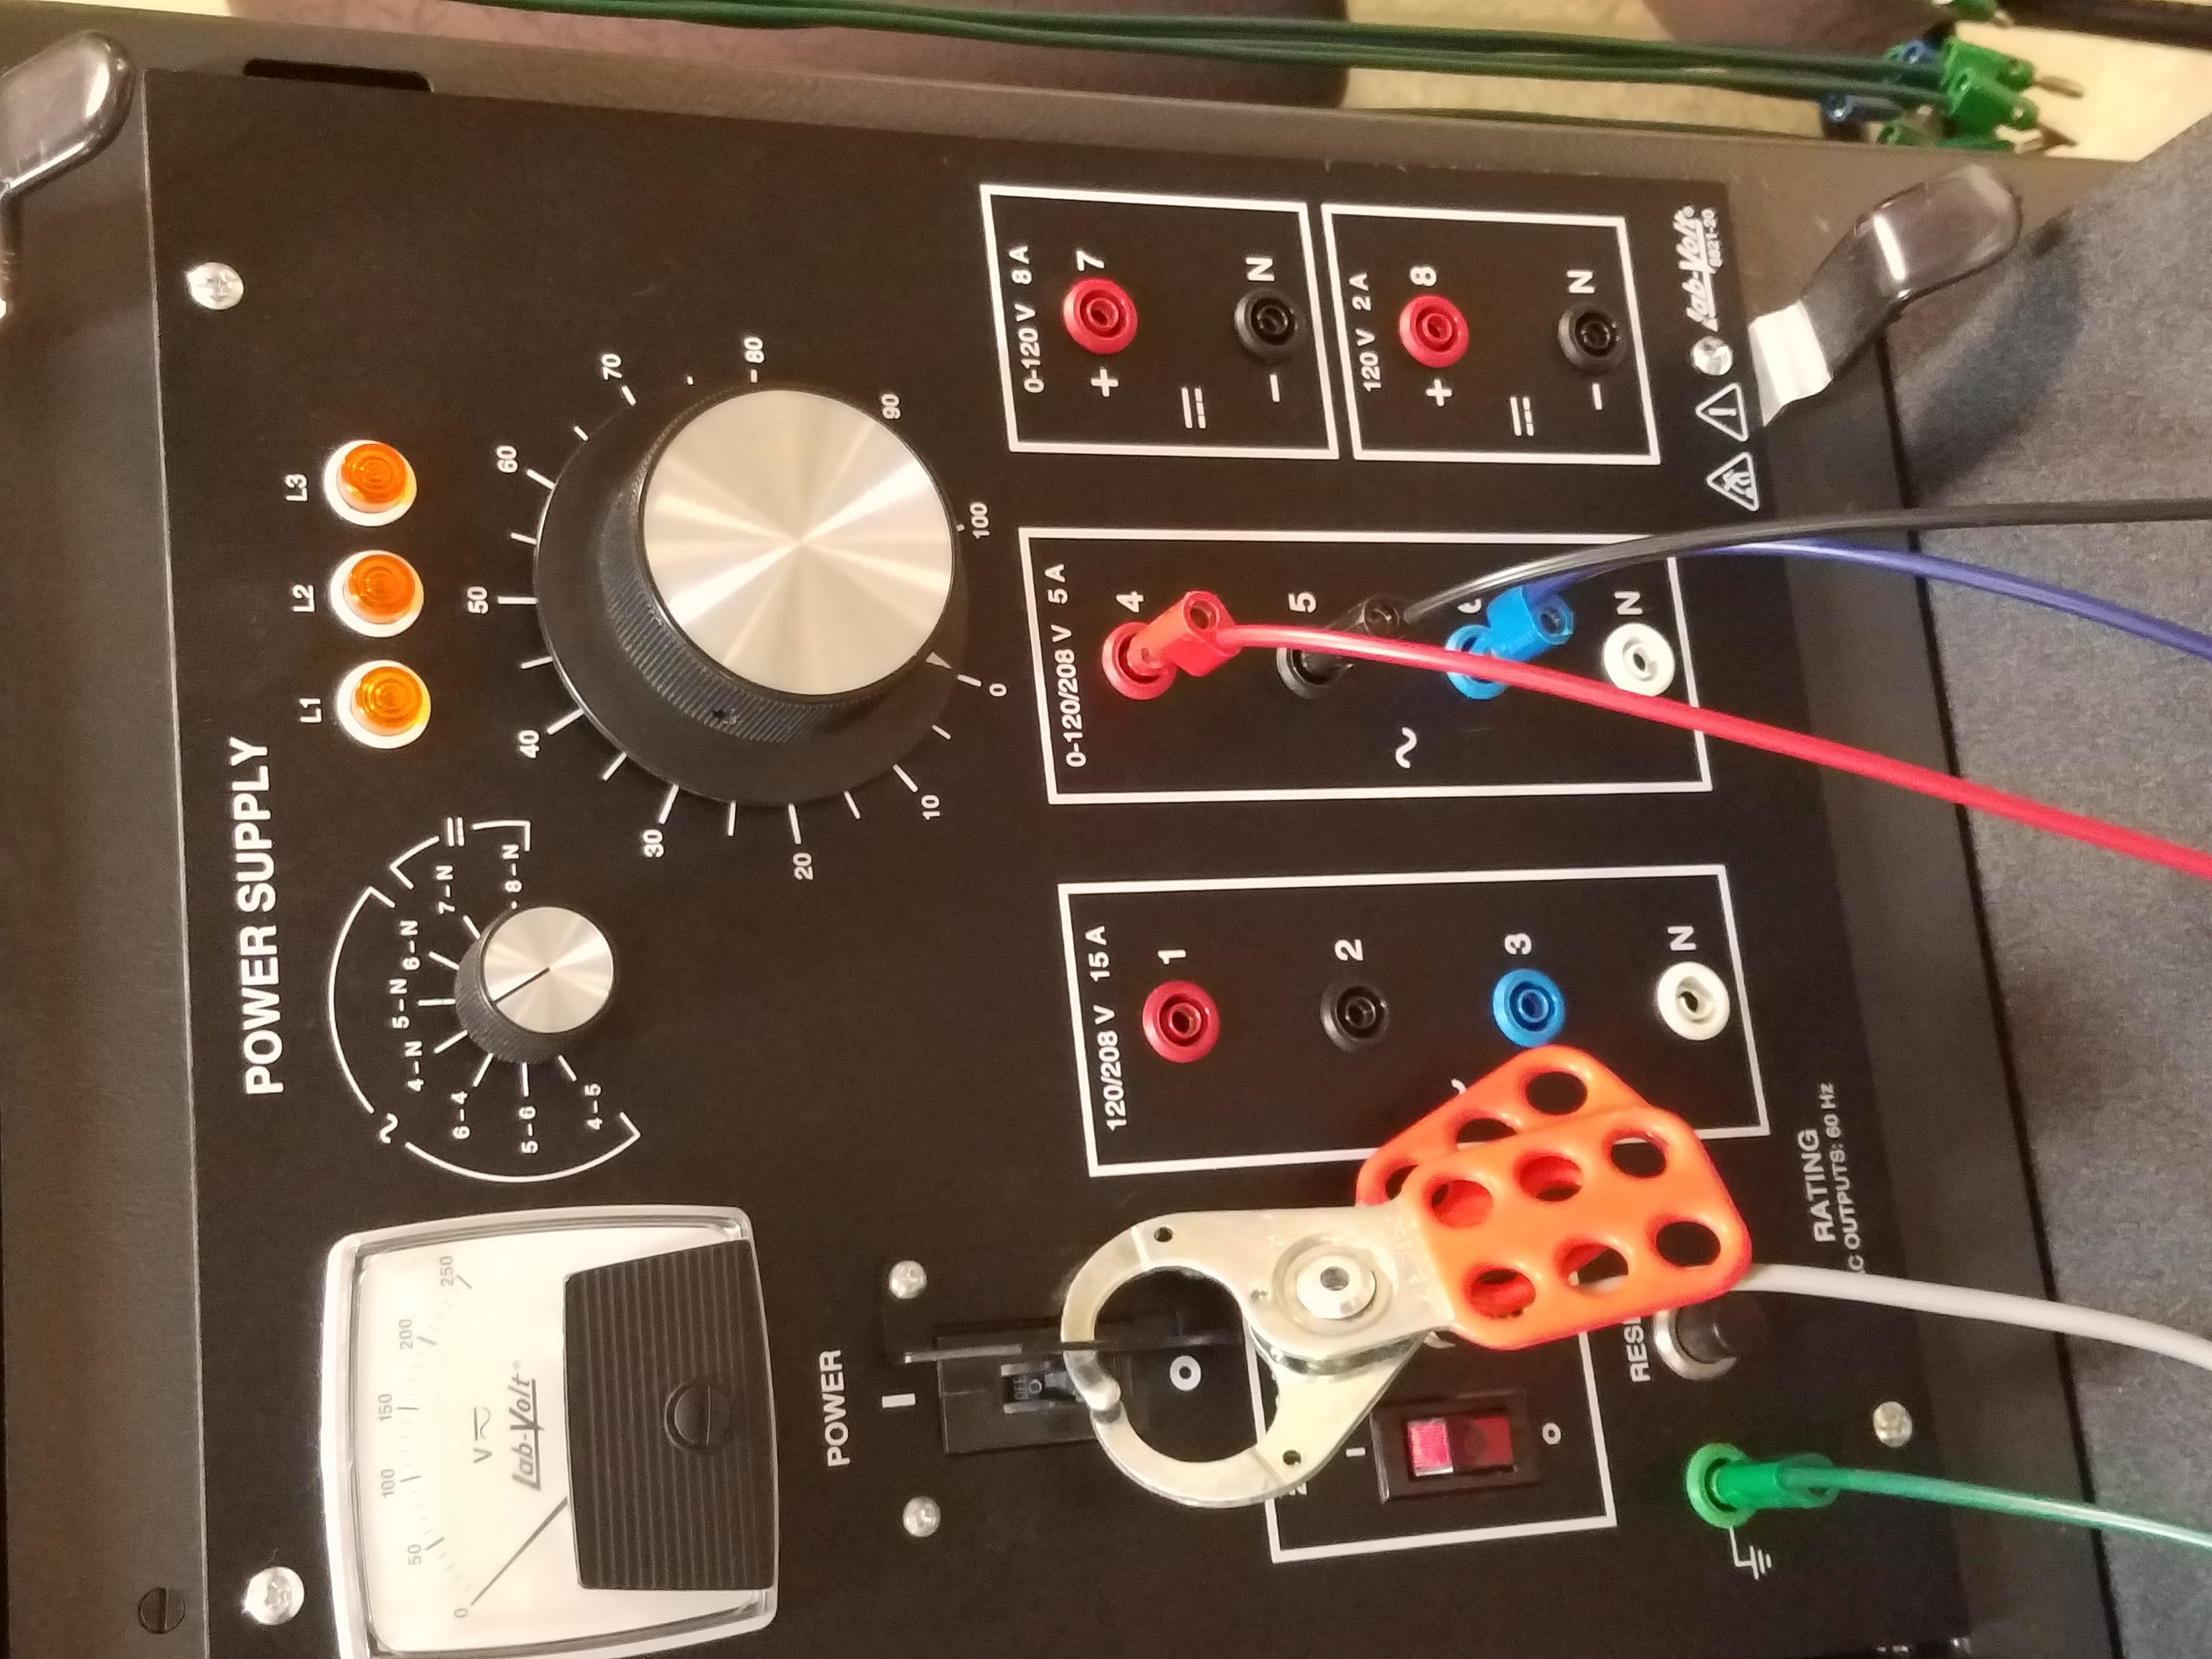 POWER SUPPLY
L1 L2 L3
0 50 100 150 200 250
V
Lab-Volt
4-5
5-6
6-4
4-N
5-N
6-N
7-N
8-N
0
10
20
30
40
50
60
70
80
90
100
POWER
I
OFF
O
I
O
120/208 V 15 A
1
2
3
N
0-120/208 V 5 A
4
5
N
0-120 V 8 A
+ 7
- N
120 V 2 A
+ 8
- N
Lab-Volt
8821-20
RATING
AC OUTPUTS: 60 Hz